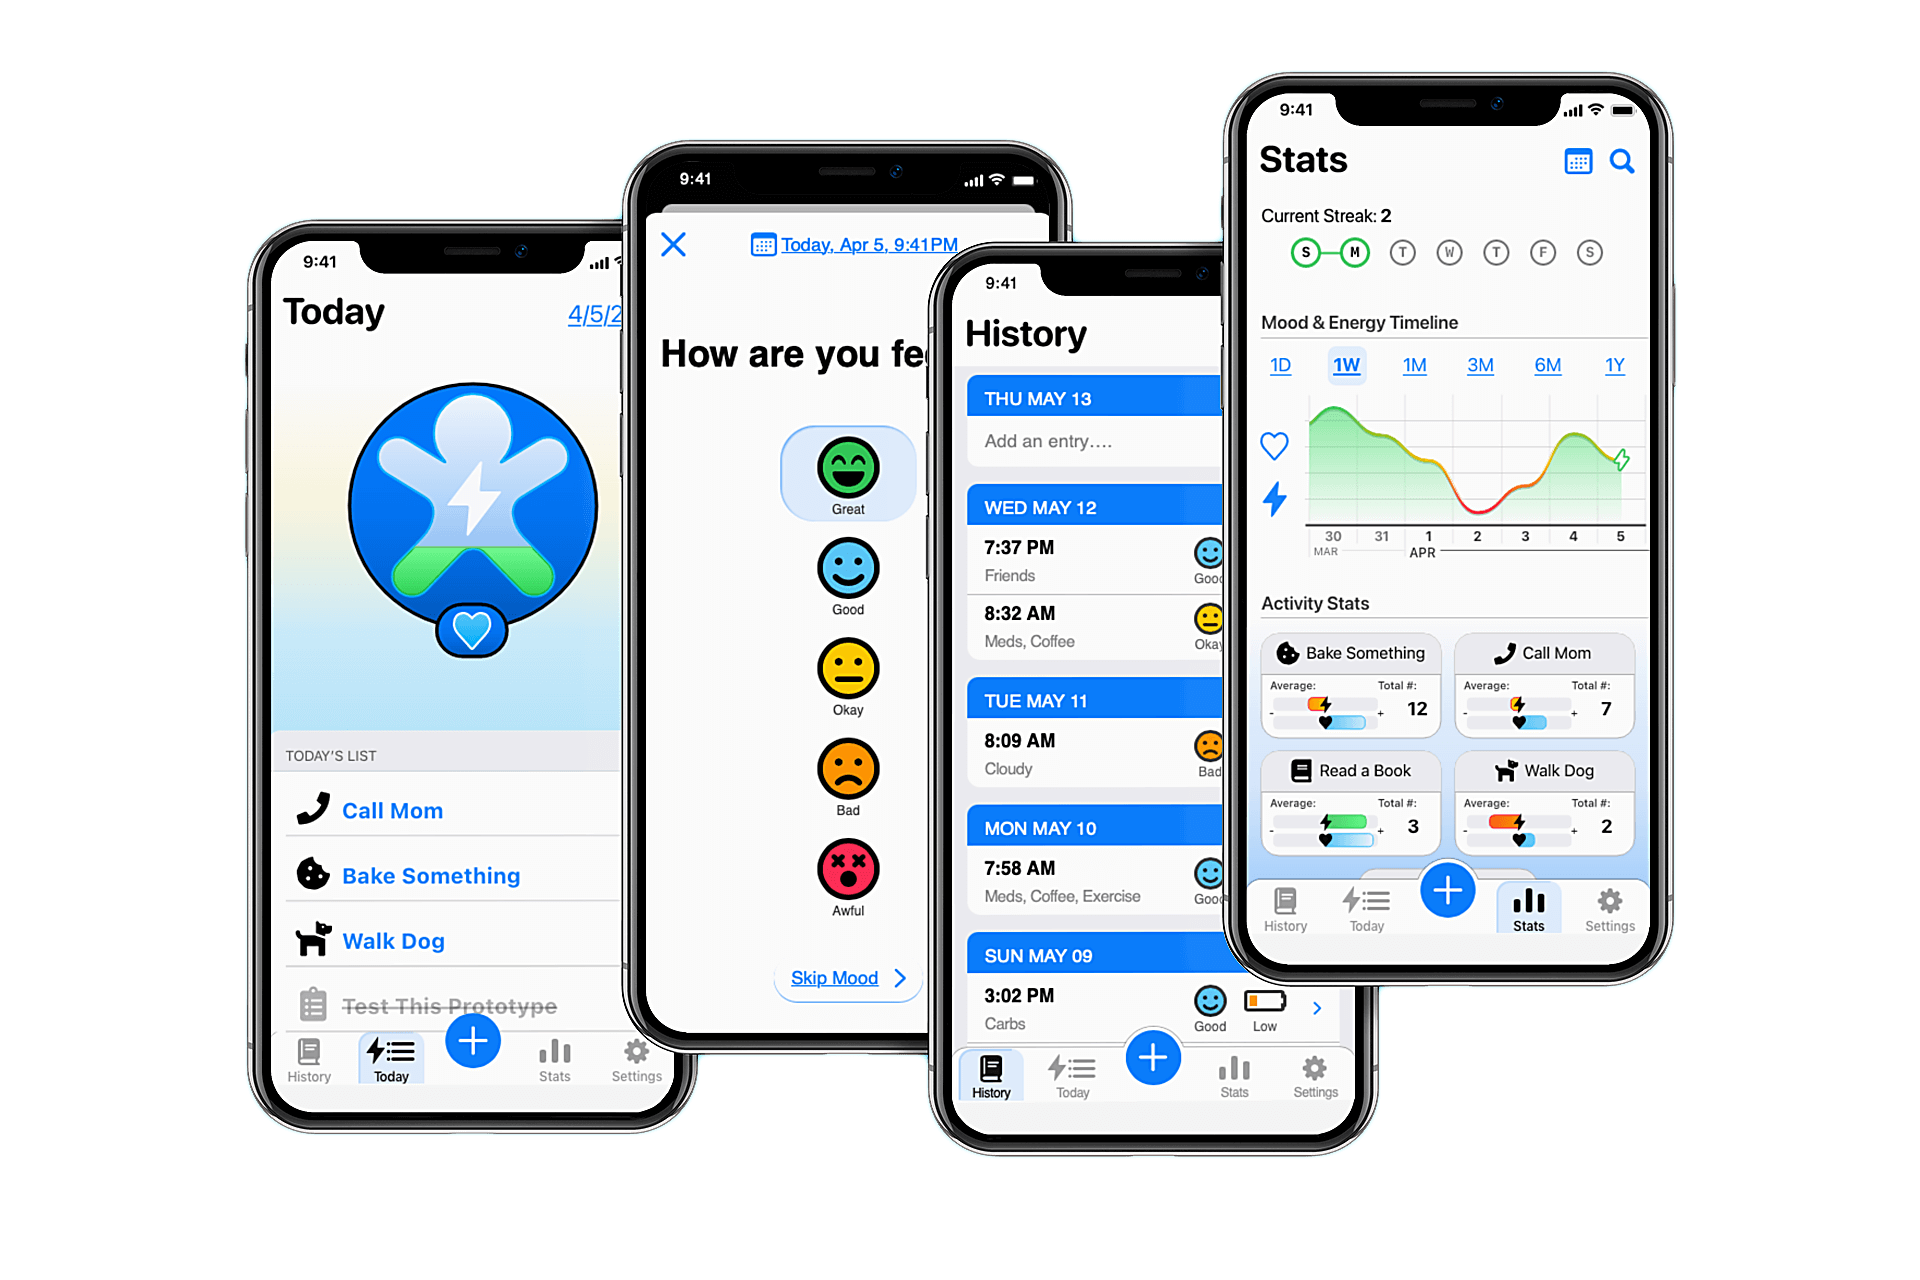 9:41
Today
4/5/2
TODAY'S LIST
Call Mom
Bake Something
Walk Dog
Test This Prototype
History
Today
Stats
Settings
9:41
Today, Apr 5, 9:41PM
How are you fe
Great
Good
Okay
Bad
Awful
Skip Mood
9:41
History
THU MAY 13
Add an entry....
WED MAY 12
7:37 PM
Friends
Good
8:32 AM
Meds, Coffee
Okay
TUE MAY 11
8:09 AM
Cloudy
Bad
MON MAY 10
7:58 AM
Meds, Coffee, Exercise
Good
SUN MAY 09
3:02 PM
Carbs
Good
Low
History
Today
Stats
Settings
9:41
Stats
Current Streak: 2
S M T W T F S
Mood & Energy Timeline
1D 1W 1M 3M 6M 1Y
30 31 1 2 3 4 5
MAR APR
Activity Stats
Bake Something
Average: Total #:
- + 12
Call Mom
Average: Total #:
- + 7
Read a Book
Average: Total #:
- + 3
Walk Dog
Average: Total #:
- + 2
History
Today
Stats
Settings